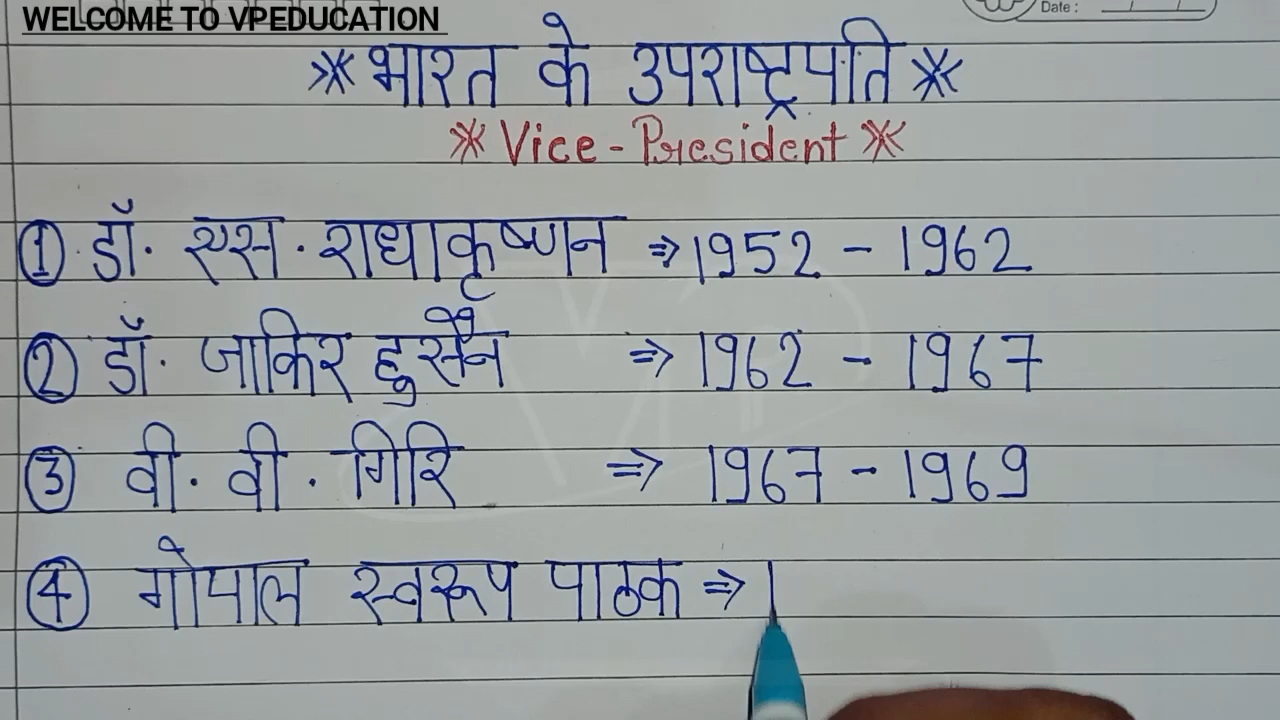 WELCOME TO VPEDUCATION
Date :
* भारत के उपराष्ट्रपति *
* Vice - President *
① डॉ. एस. राधाकृष्णन ⇒ 1952 - 1962
② डॉ. जाकिर हुसैन ⇒ 1962 - 1967
③ वी. वी. गिरि ⇒ 1967 - 1969
④ गोपाल स्वरूप पाठक ⇒ 1